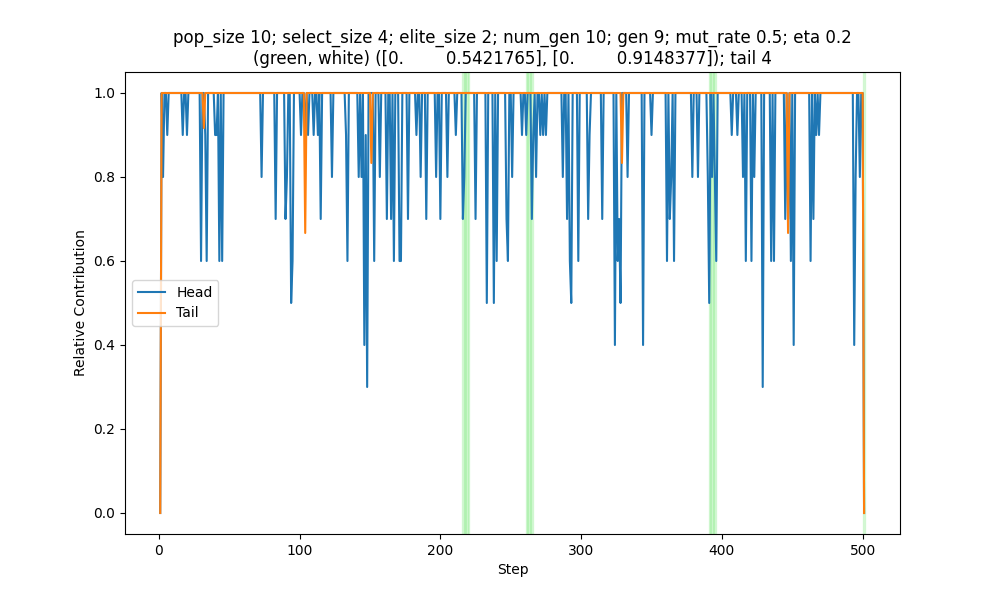 pop_size 10; select_size 4; elite_size 2; num_gen 10; gen 9; mut_rate 0.5; eta 0.2
(green, white) ([0. 0.5421765], [0. 0.9148377]); tail 4
1.0
0.8
0.6
0.4
0.2
0.0
Relative Contribution
Head
Tail
0 100 200 300 400 500
Step